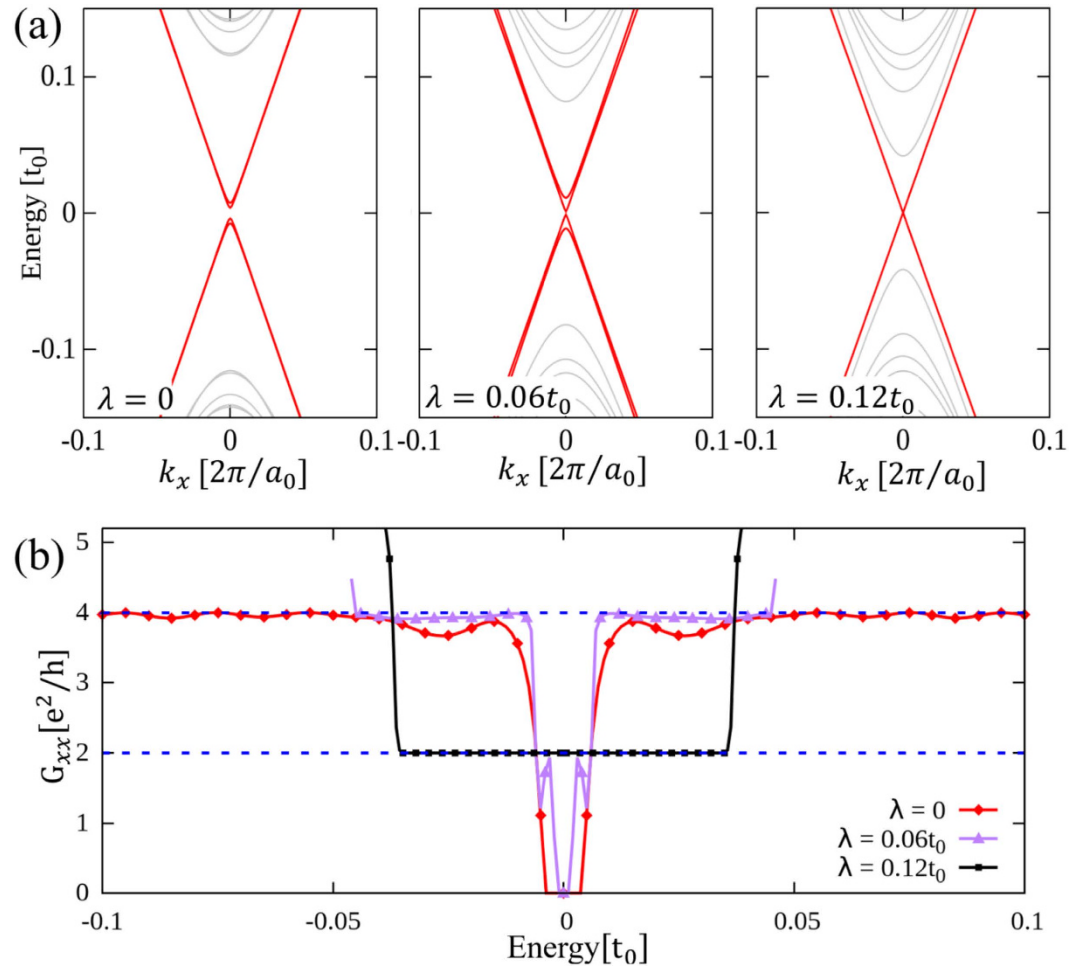 (a)
Energy [t₀]
0.1
0
-0.1
λ = 0
λ = 0.06t₀
λ = 0.12t₀
-0.1 0 0.1 -0.1 0 0.1 -0.1 0 0.1
kₓ [2π/a₀] kₓ [2π/a₀] kₓ [2π/a₀]
(b)
Gₓₓ[e²/h]
5
4
3
2
1
0
λ = 0
λ = 0.06t₀
λ = 0.12t₀
-0.1 -0.05 0 0.05 0.1
Energy[t₀]